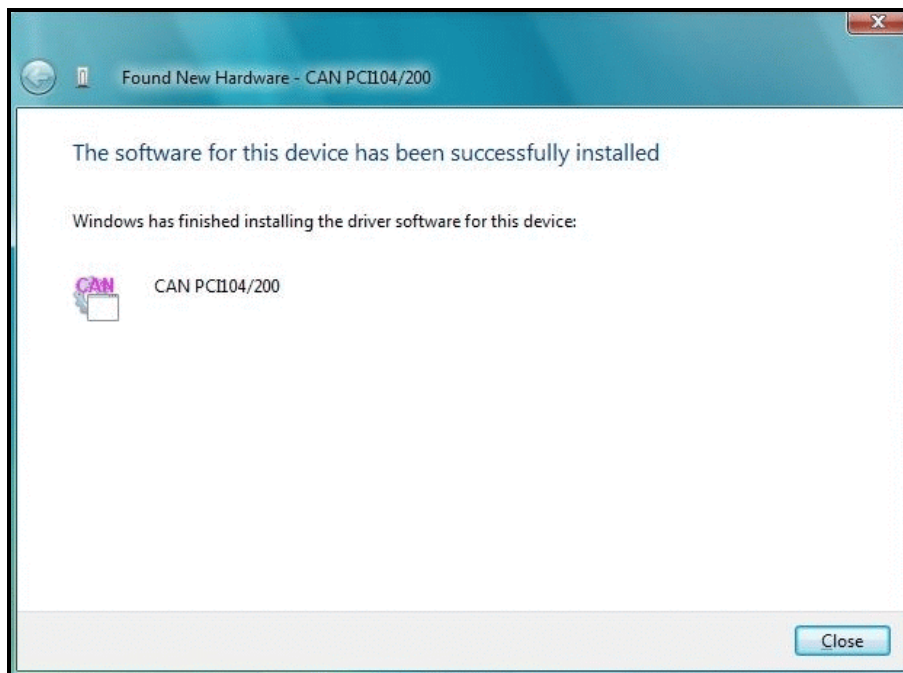 Found New Hardware - CAN PCI104/200
The software for this device has been successfully installed
Windows has finished installing the driver software for this device:
CAN
CAN PCI104/200
Close